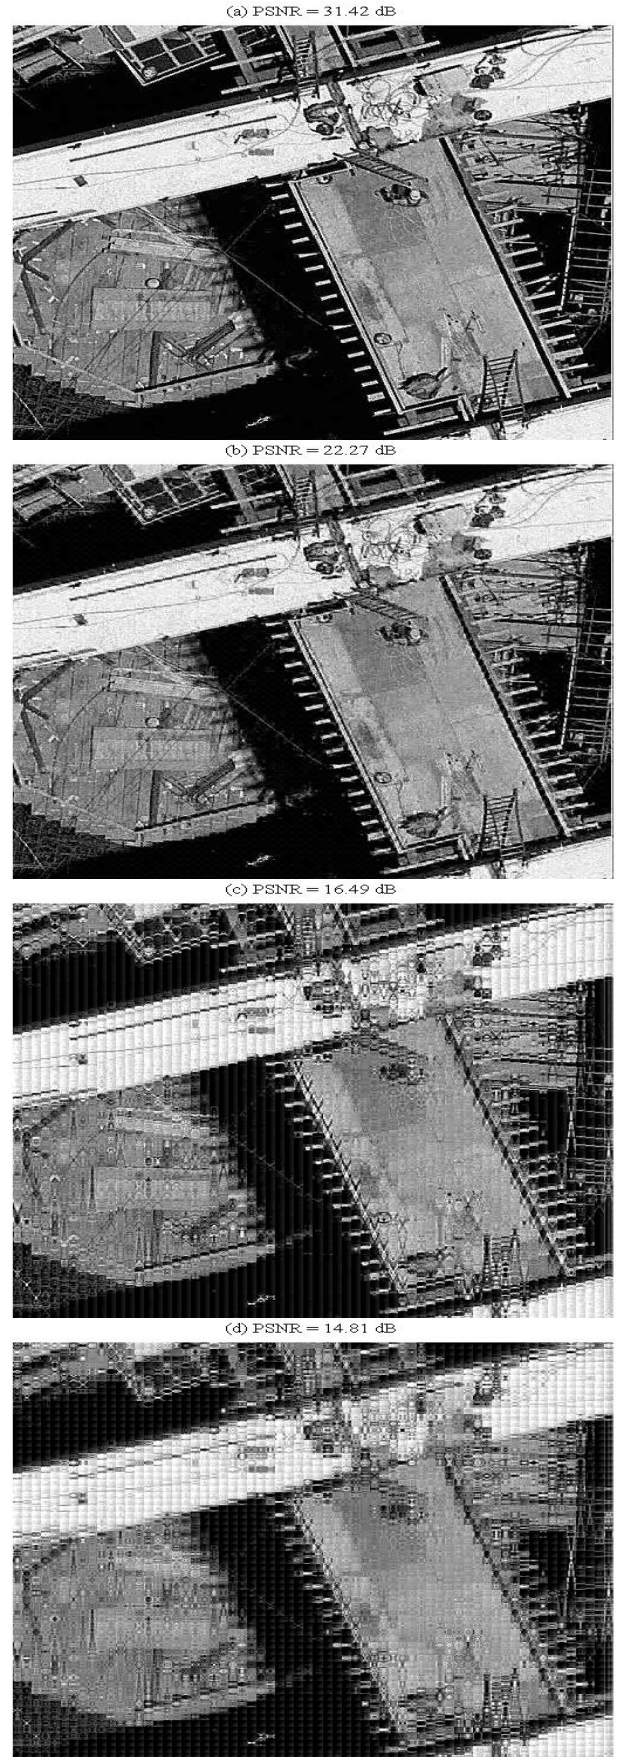 (a) PSNR = 31.42 dB
(b) PSNR = 22.27 dB
(c) PSNR = 16.49 dB
(d) PSNR = 14.81 dB